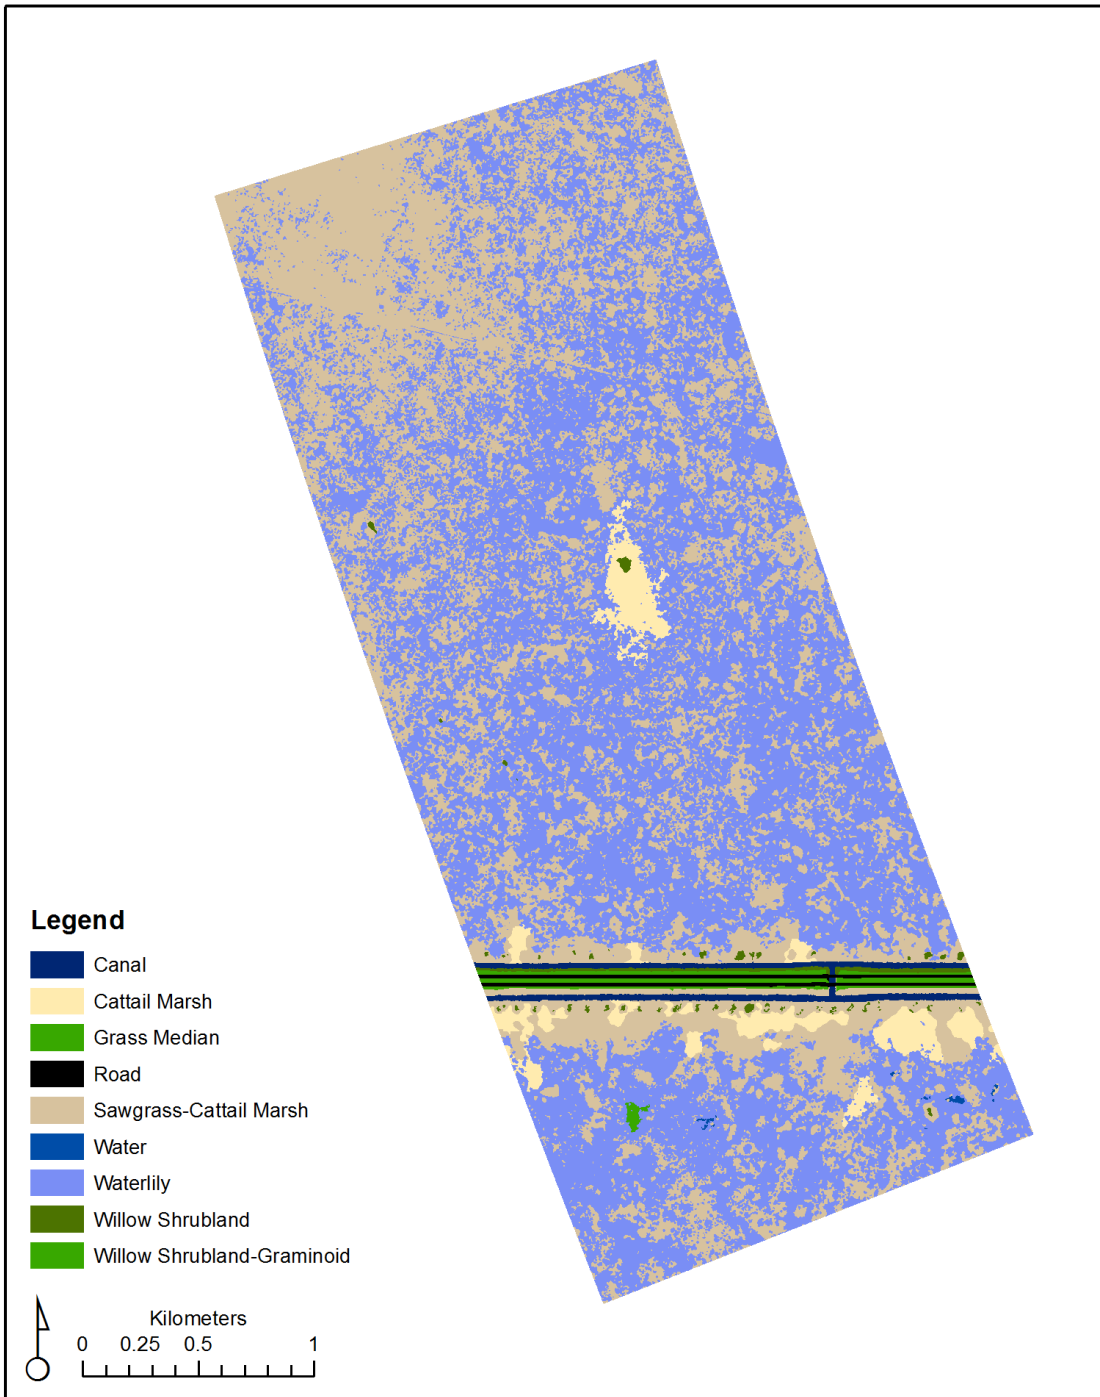 Legend
Canal
Cattail Marsh
Grass Median
Road
Sawgrass-Cattail Marsh
Water
Waterlily
Willow Shrubland
Willow Shrubland-Graminoid
Kilometers
0 0.25 0.5 1